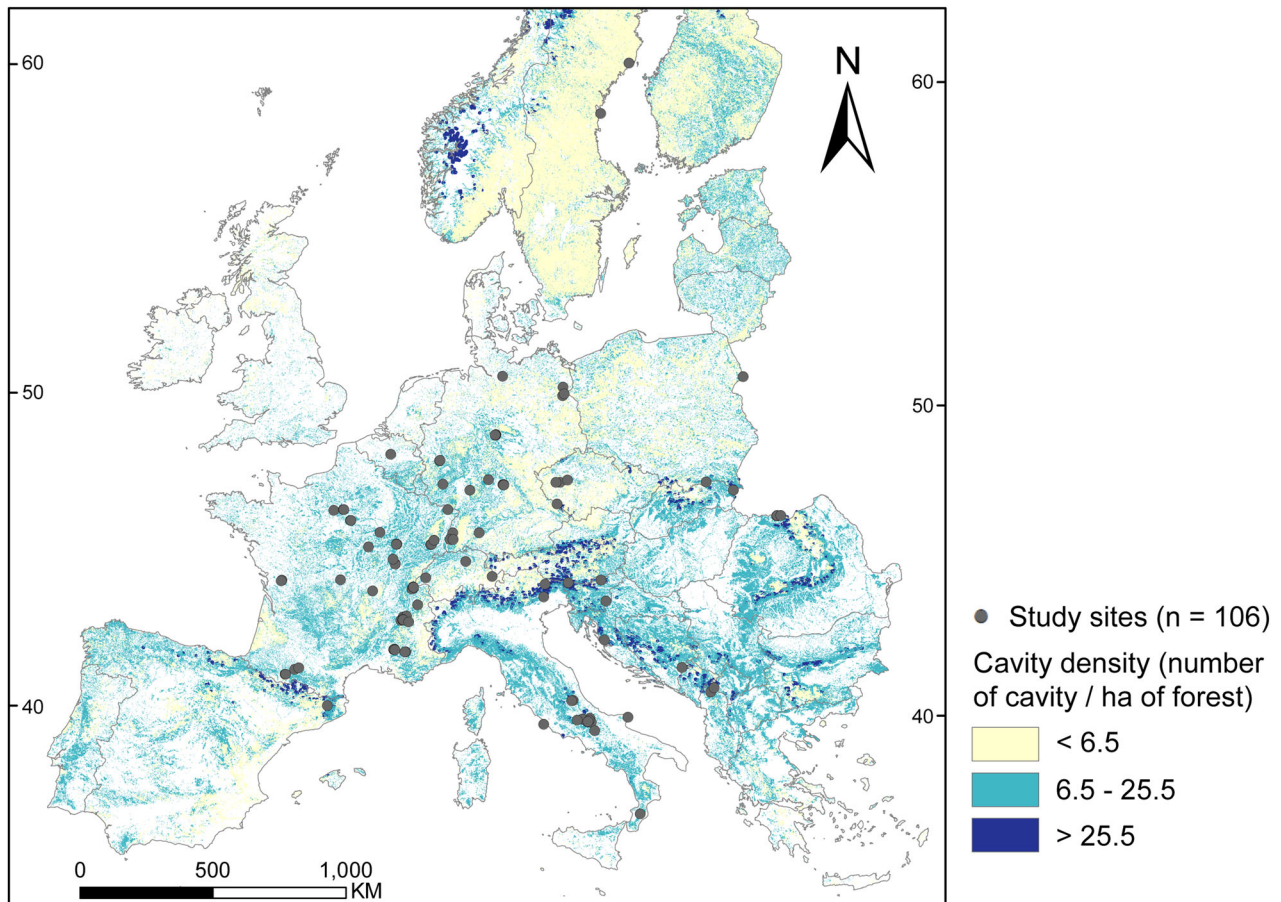 60
50
40
N
60
50
40
0 500 1,000
KM
Study sites (n = 106)
Cavity density (number
of cavity / ha of forest)
< 6.5
6.5 - 25.5
> 25.5